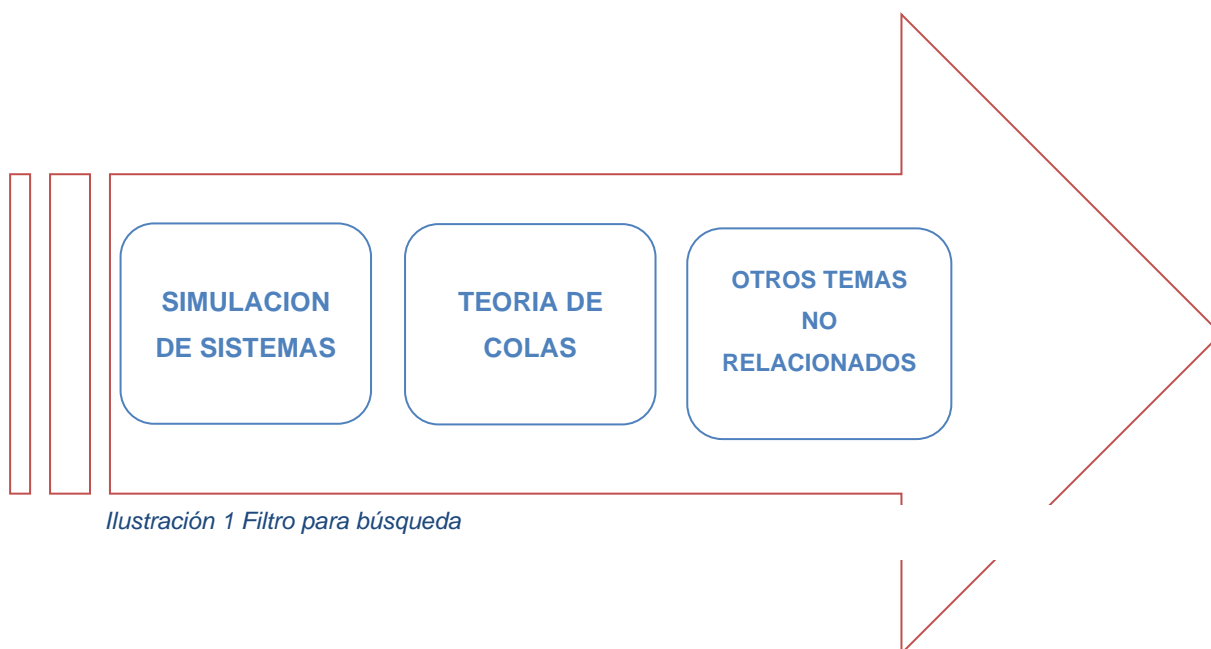 SIMULACION
DE SISTEMAS
TEORIA DE
COLAS
OTROS TEMAS
NO
RELACIONADOS
Ilustración 1 Filtro para búsqueda